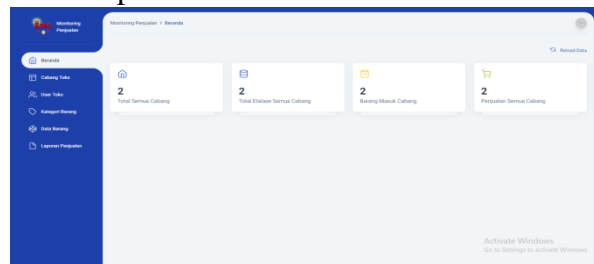 Monitoring
Penjualan
Monitoring Penjualan > Beranda
Reload Data
Beranda
Cabang Toko
User Toko
Kategori Barang
Data Barang
Laporan Penjualan
2
Total Semua Cabang
2
Total Etalase Semua Cabang
2
Barang Masuk Cabang
2
Penjualan Semua Cabang
Activate Windows
Go to Settings to activate Windows.